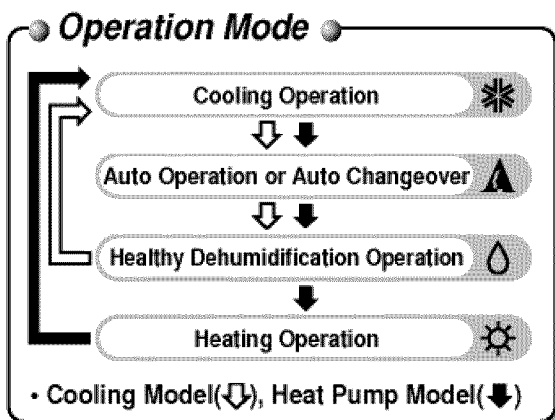 Operation Mode
Cooling Operation
Auto Operation or Auto Changeover
Healthy Dehumidification Operation
Heating Operation
• Cooling Model(⇩), Heat Pump Model(⬇)